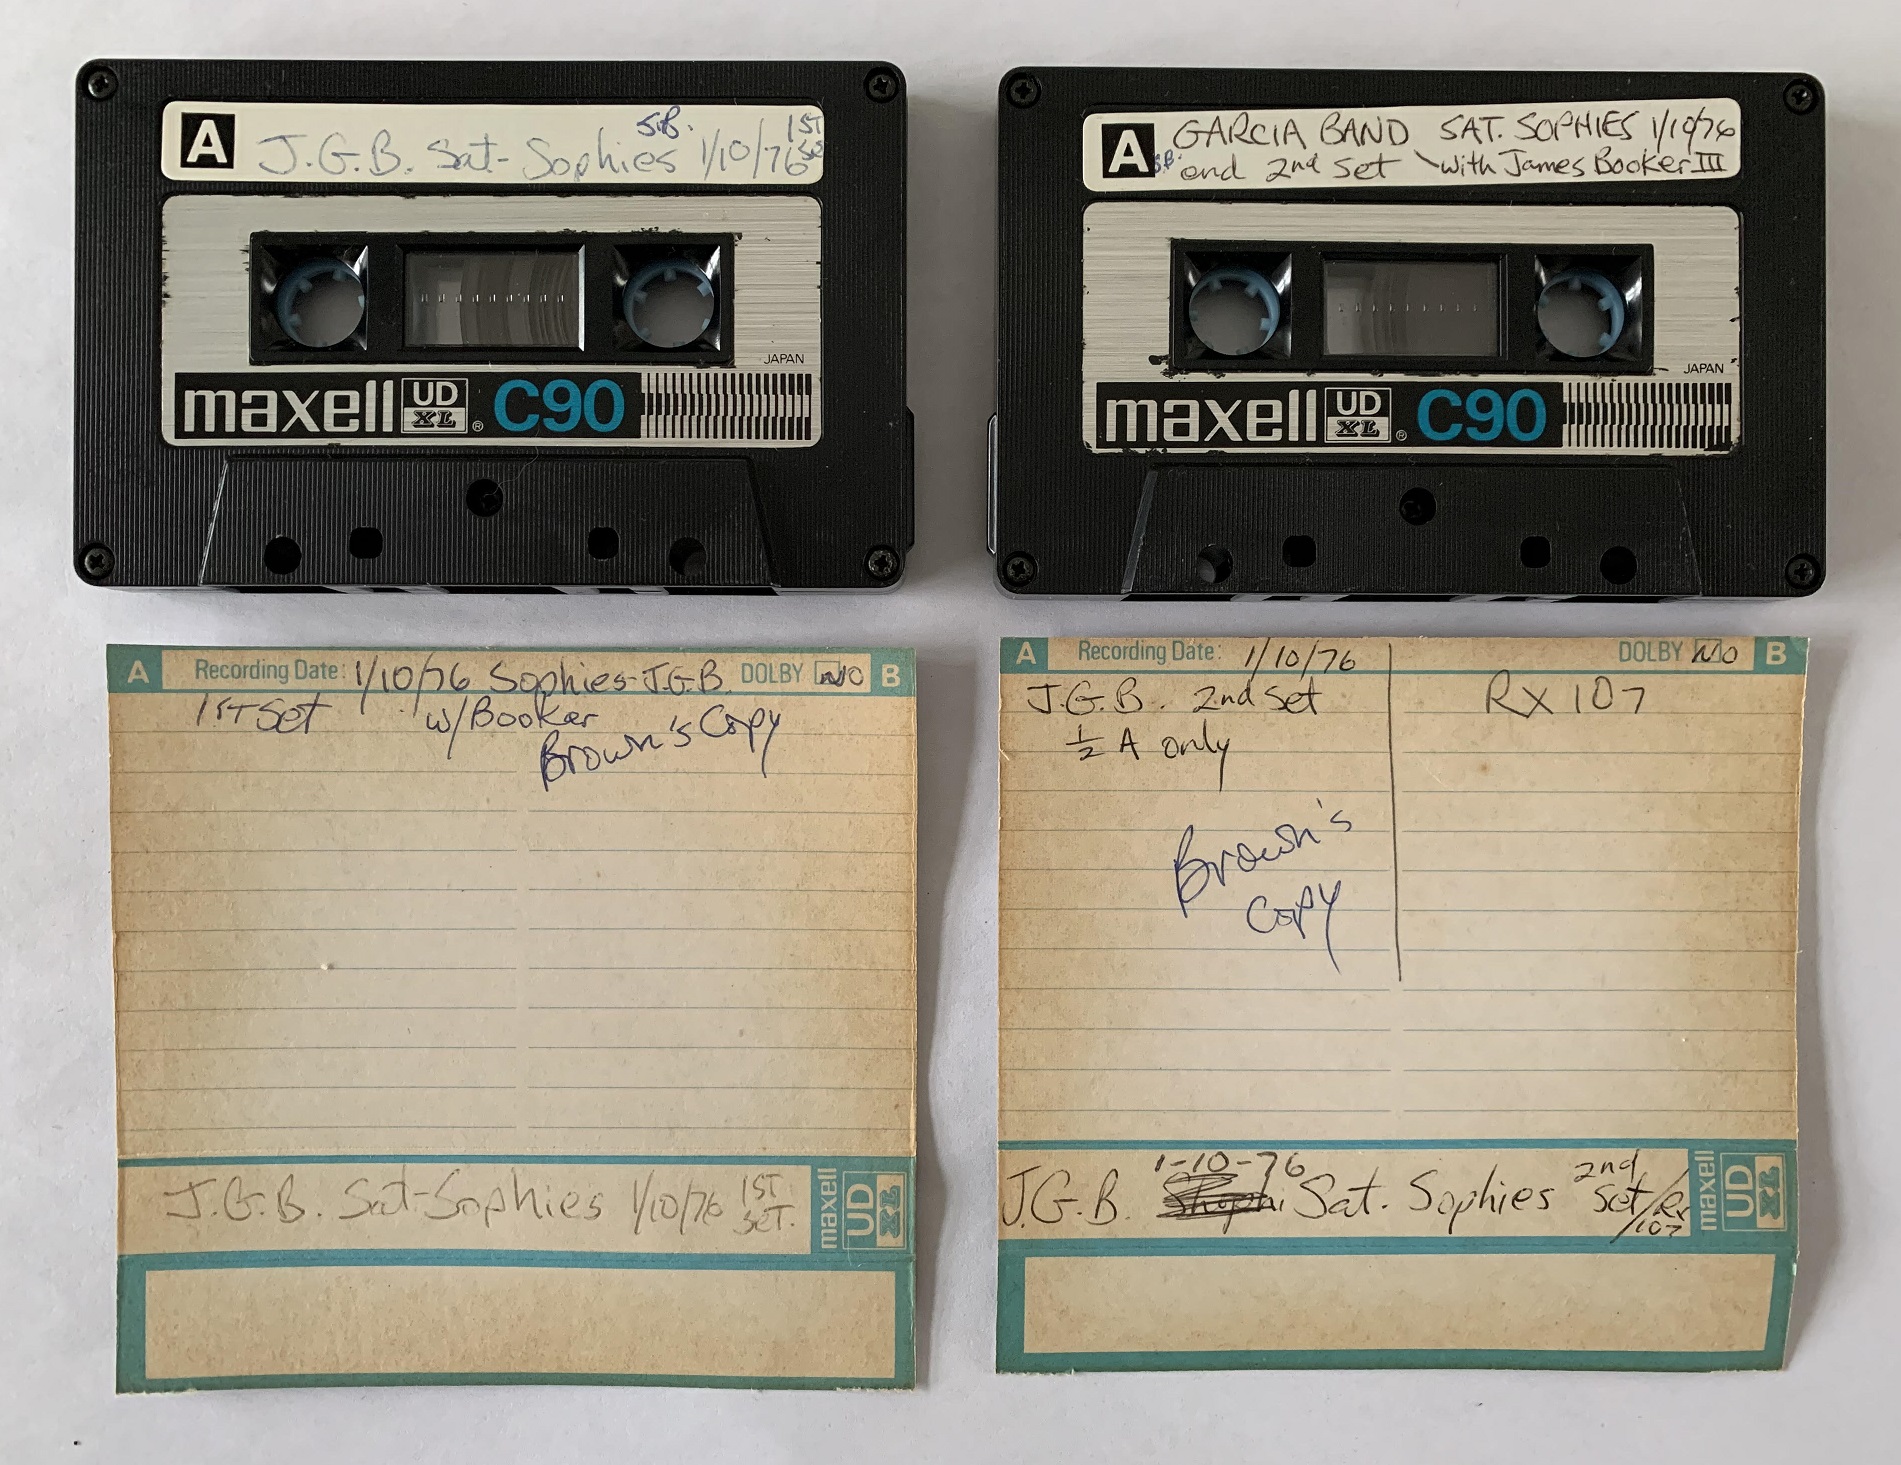 A
S.B.
1ST
J.G.B. Sat-Sophies 1/10/76 Set
JAPAN
maxell UD XL ® C90
A
GARCIA BAND SAT. SOPHIES 1/10/76
S.B. end 2nd Set with James Booker III
JAPAN
maxell UD XL ® C90
A Recording Date: 1/10/76 Sophies-J.G.B. DOLBY NO B
1ST Set w/Booker
Brown's Copy
J.G.B. Sat-Sophies 1/10/76 1ST SET.
maxell UD XL
A Recording Date: 1/10/76 DOLBY NO B
J.G.B. 2nd Set
½ A only
RX 107
Brown's
Copy
1-10-76
J.G.B. Sat. Sophies 2nd Set/RX
/107
maxell UD XL